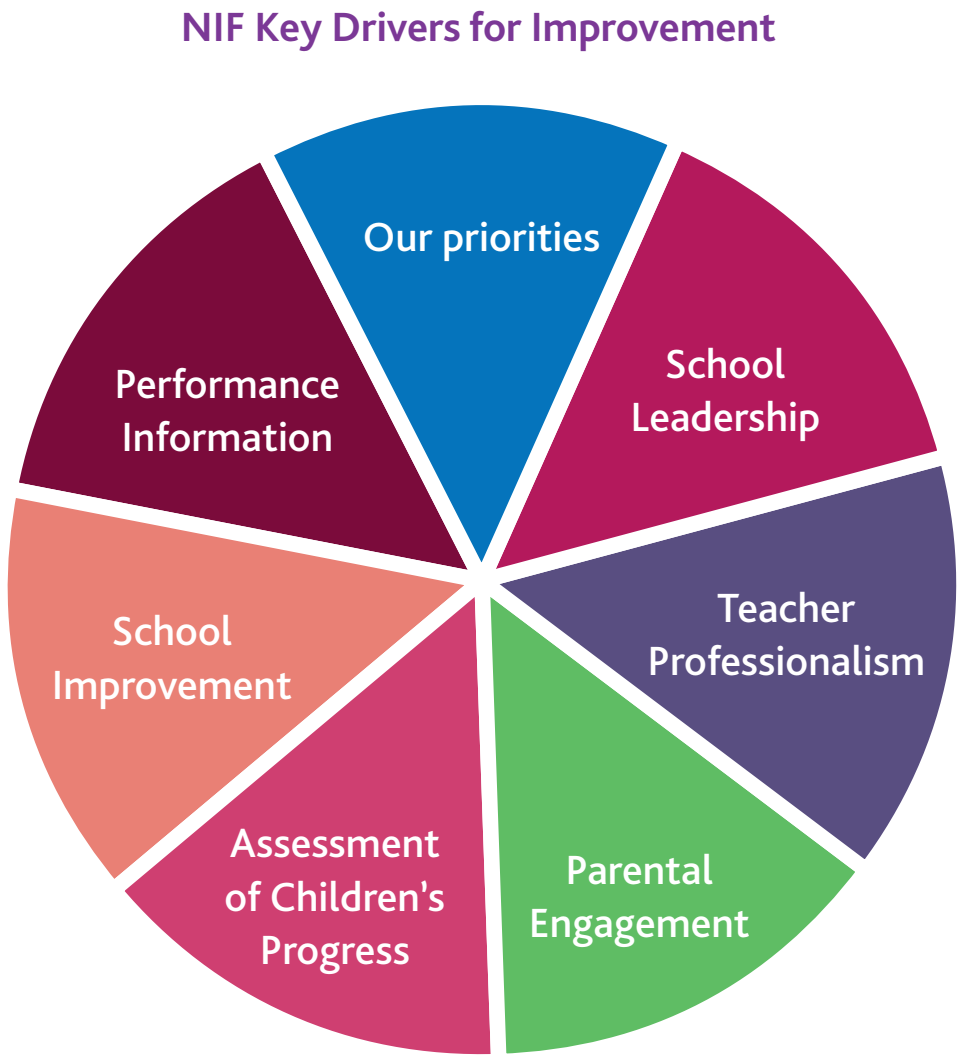 NIF Key Drivers for Improvement
Our priorities
School
Leadership
Teacher
Professionalism
Parental
Engagement
Assessment
of Children’s
Progress
School
Improvement
Performance
Information